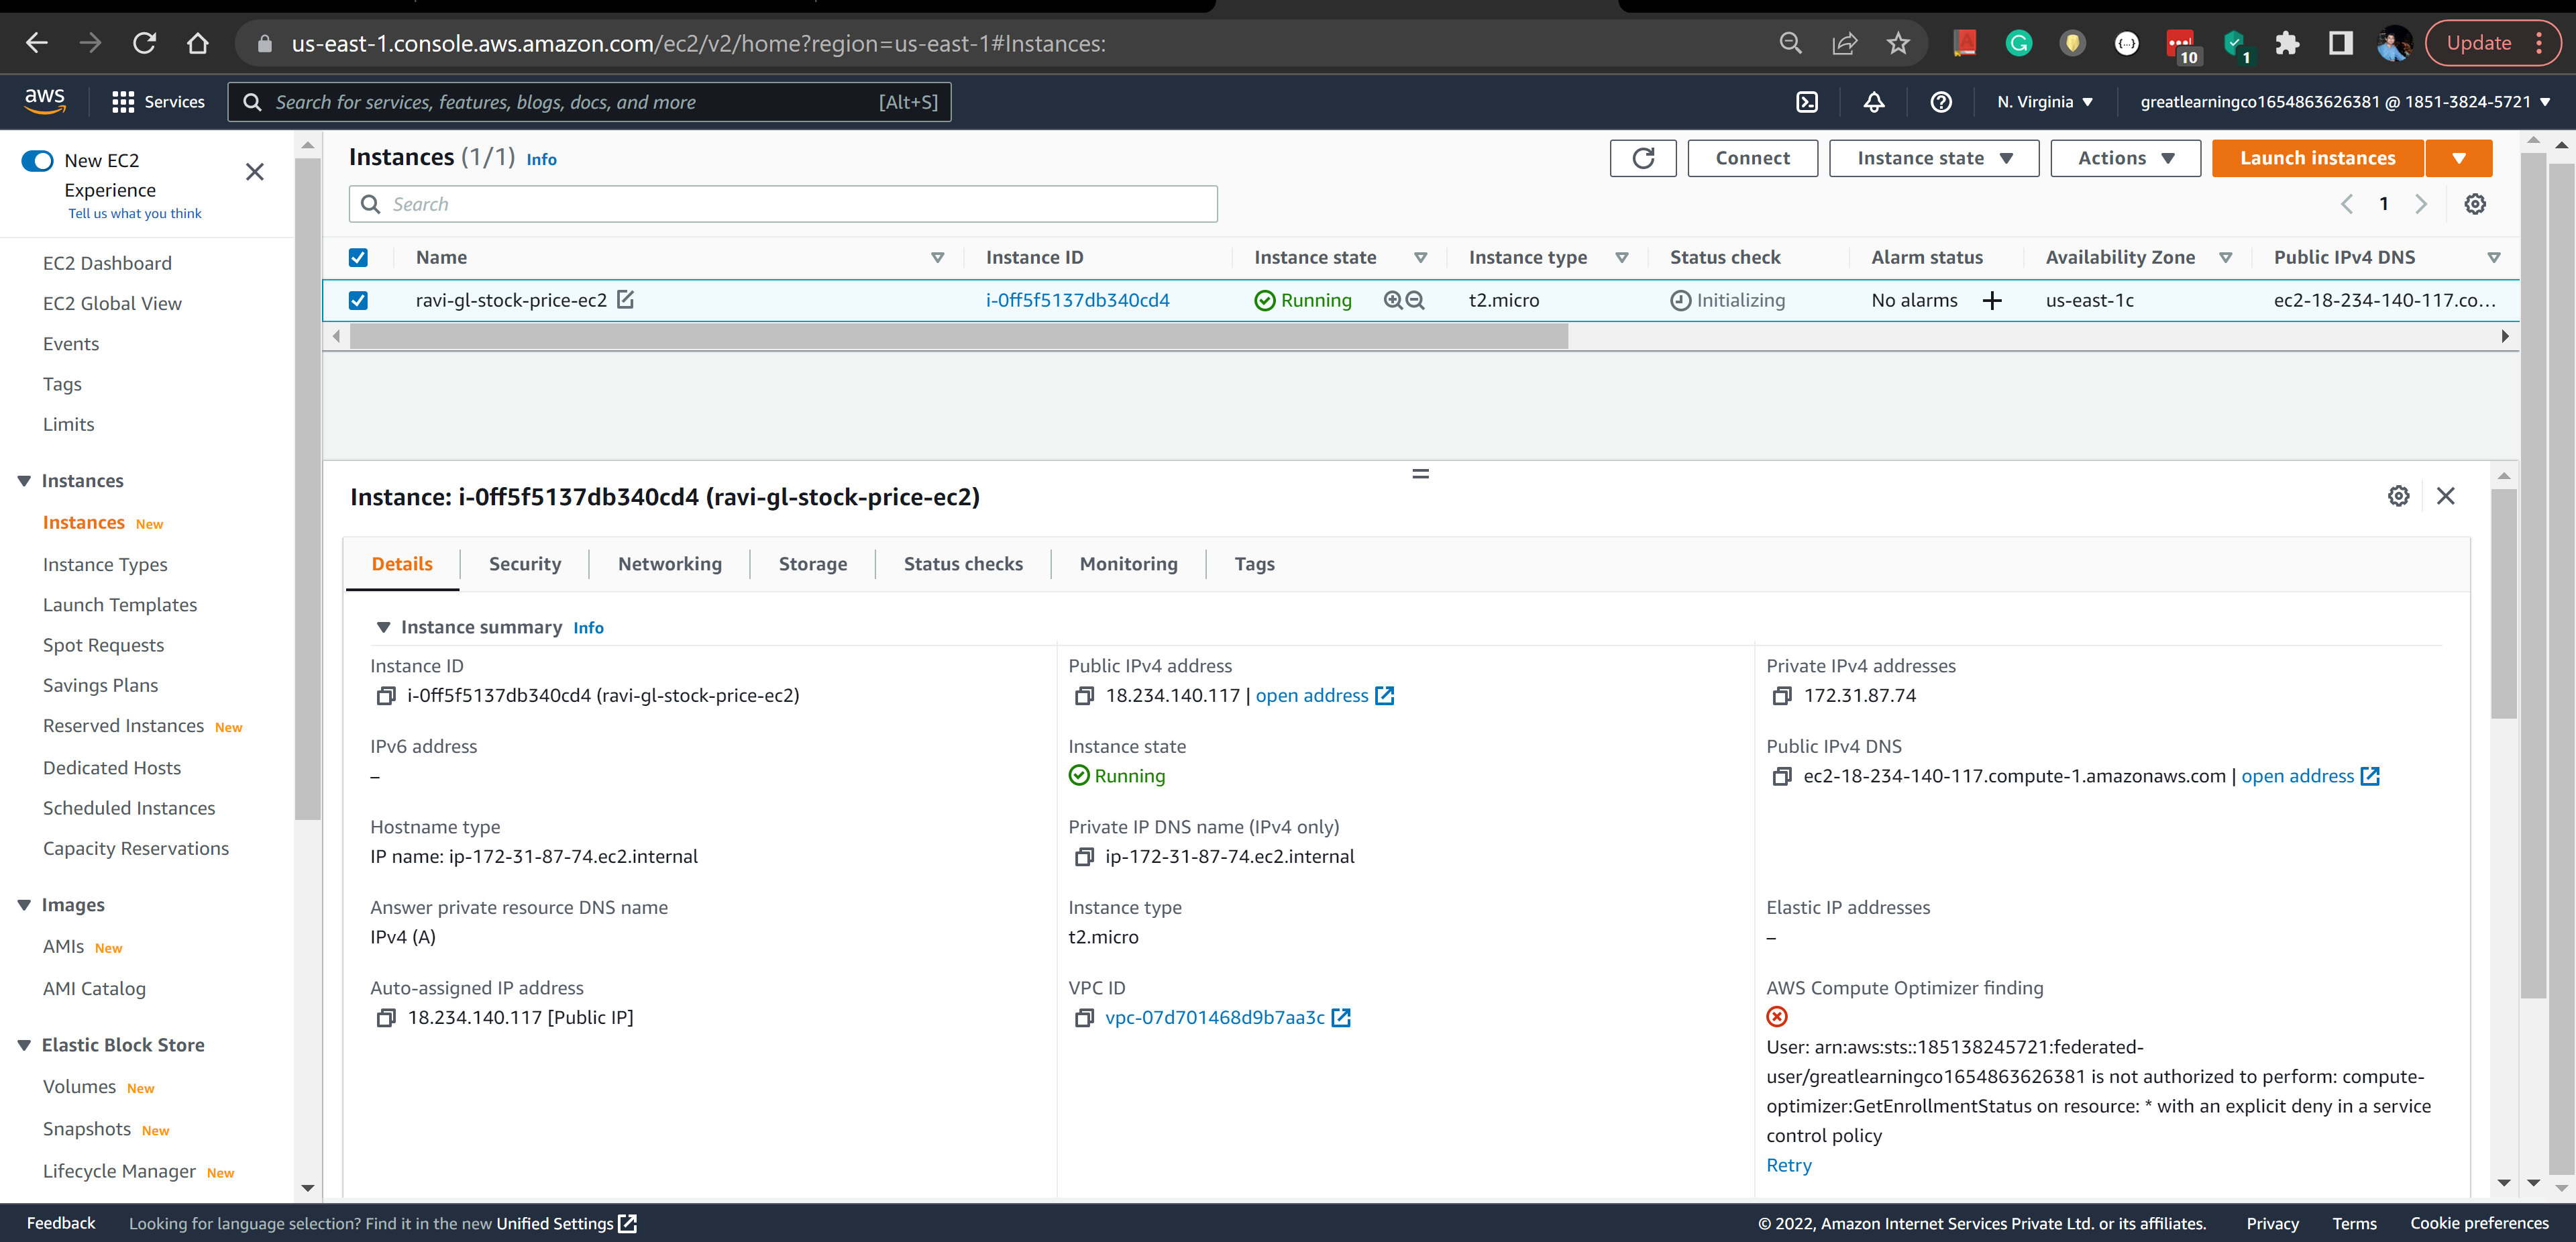 us-east-1.console.aws.amazon.com/ec2/v2/home?region=us-east-1#Instances:
10
1
Update
aws
Services
Search for services, features, blogs, docs, and more
[Alt+S]
N. Virginia
greatlearningco1654863626381 @ 1851-3824-5721
New EC2
Experience
Tell us what you think
EC2 Dashboard
EC2 Global View
Events
Tags
Limits
Instances
Instances New
Instance Types
Launch Templates
Spot Requests
Savings Plans
Reserved Instances New
Dedicated Hosts
Scheduled Instances
Capacity Reservations
Images
AMIs New
AMI Catalog
Elastic Block Store
Volumes New
Snapshots New
Lifecycle Manager New
Instances (1/1) Info
Connect
Instance state
Actions
Launch instances
Search
1
Name
Instance ID
Instance state
Instance type
Status check
Alarm status
Availability Zone
Public IPv4 DNS
ravi-gl-stock-price-ec2
i-0ff5f5137db340cd4
Running
t2.micro
Initializing
No alarms
us-east-1c
ec2-18-234-140-117.co...
Instance: i-0ff5f5137db340cd4 (ravi-gl-stock-price-ec2)
Details
Security
Networking
Storage
Status checks
Monitoring
Tags
Instance summary Info
Instance ID
i-0ff5f5137db340cd4 (ravi-gl-stock-price-ec2)
Public IPv4 address
18.234.140.117 | open address
Private IPv4 addresses
172.31.87.74
IPv6 address
–
Instance state
Running
Public IPv4 DNS
ec2-18-234-140-117.compute-1.amazonaws.com | open address
Hostname type
IP name: ip-172-31-87-74.ec2.internal
Private IP DNS name (IPv4 only)
ip-172-31-87-74.ec2.internal
Answer private resource DNS name
IPv4 (A)
Instance type
t2.micro
Elastic IP addresses
–
Auto-assigned IP address
18.234.140.117 [Public IP]
VPC ID
vpc-07d701468d9b7aa3c
AWS Compute Optimizer finding
User: arn:aws:sts::185138245721:federated-
user/greatlearningco1654863626381 is not authorized to perform: compute-
optimizer:GetEnrollmentStatus on resource: * with an explicit deny in a service
control policy
Retry
Feedback
Looking for language selection? Find it in the new Unified Settings
© 2022, Amazon Internet Services Private Ltd. or its affiliates.
Privacy
Terms
Cookie preferences